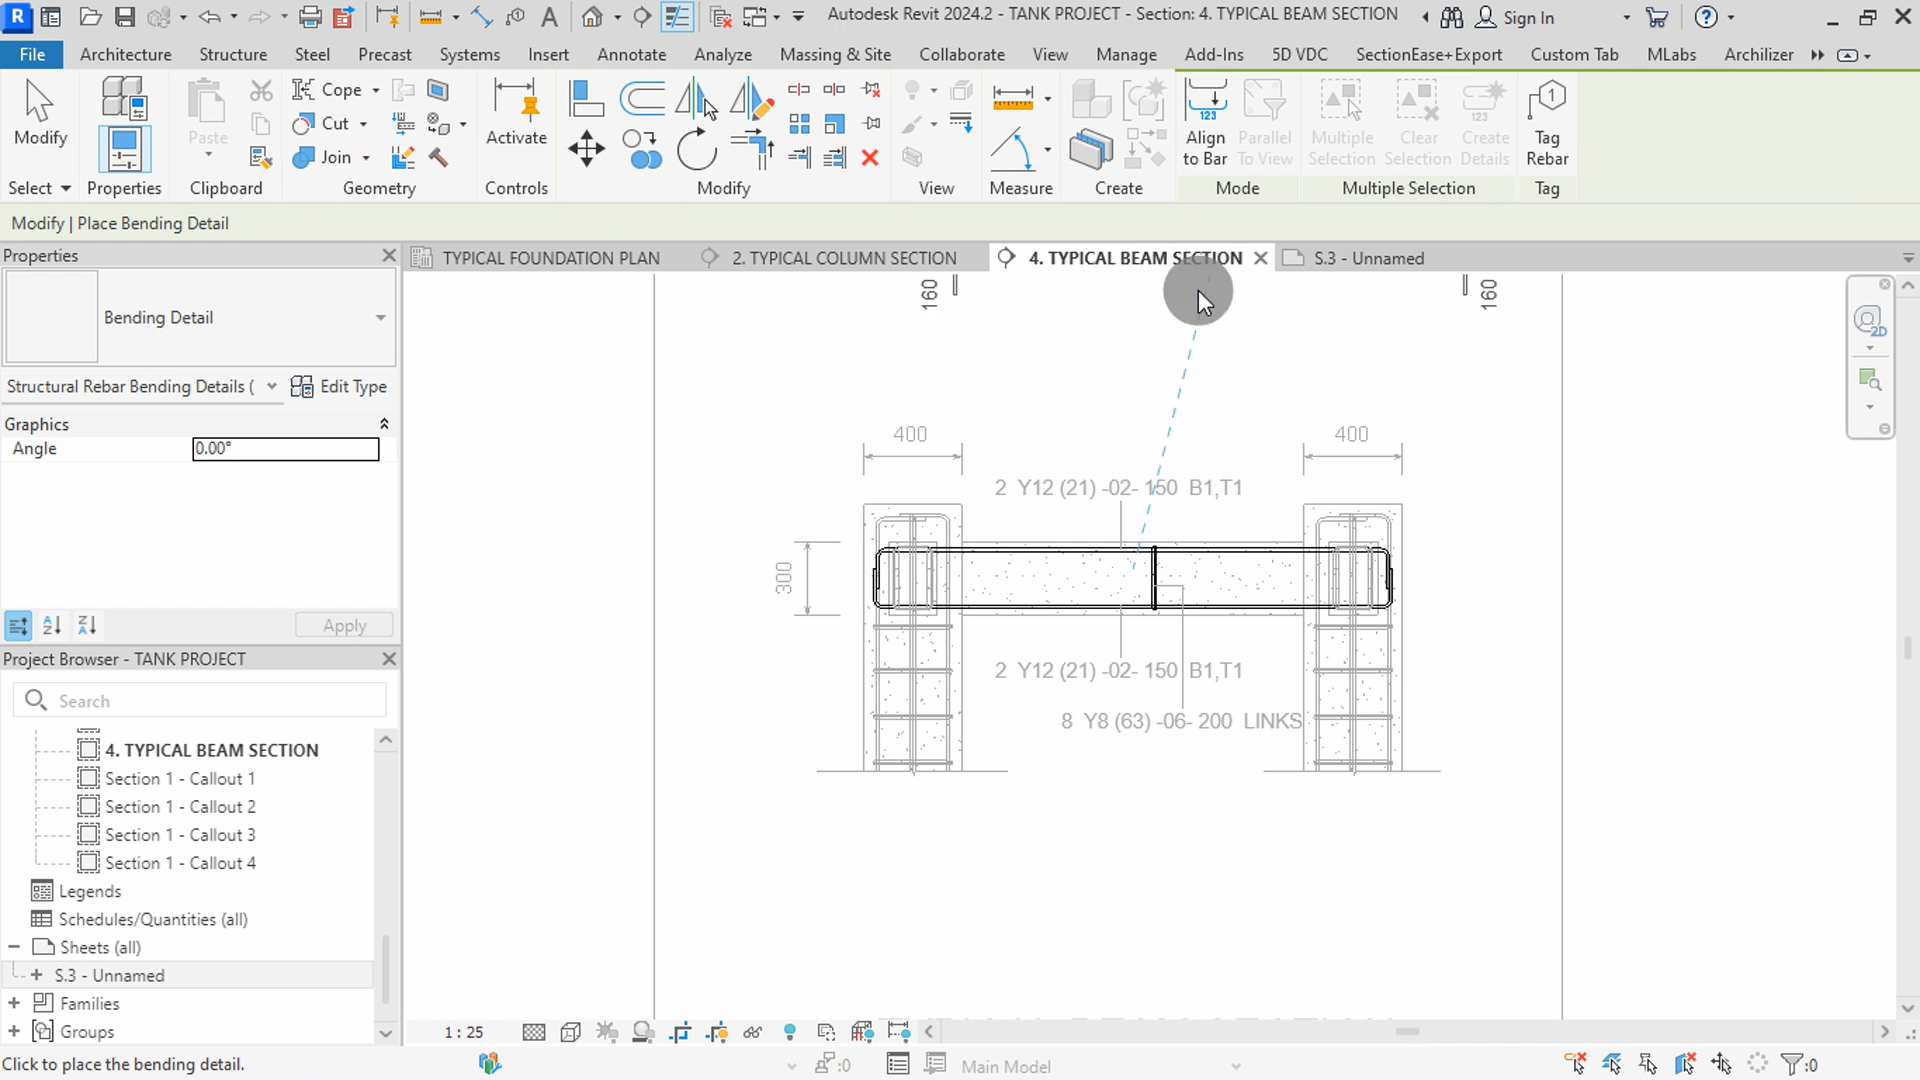 Autodesk Revit 2024.2 - TANK PROJECT - Section: 4. TYPICAL BEAM SECTION
Sign In
File
Architecture
Structure
Steel
Precast
Systems
Insert
Annotate
Analyze
Massing & Site
Collaborate
View
Manage
Add-Ins
5D VDC
SectionEase+Export
Custom Tab
MLabs
Archilizer
Modify
Paste
Cope
Cut
Join
Activate
Align
to Bar
Parallel
To View
Multiple
Selection
Clear
Selection
Create
Details
Tag
Rebar
Select
Properties
Clipboard
Geometry
Controls
Modify
View
Measure
Create
Mode
Multiple Selection
Tag
Modify | Place Bending Detail
Properties
Bending Detail
Structural Rebar Bending Details (
Edit Type
Graphics
Angle
0.00°
Apply
Project Browser - TANK PROJECT
Search
4. TYPICAL BEAM SECTION
Section 1 - Callout 1
Section 1 - Callout 2
Section 1 - Callout 3
Section 1 - Callout 4
Legends
Schedules/Quantities (all)
Sheets (all)
S.3 - Unnamed
Families
Groups
TYPICAL FOUNDATION PLAN
2. TYPICAL COLUMN SECTION
4. TYPICAL BEAM SECTION
S.3 - Unnamed
160
160
400
400
2 Y12 (21) -02- 150 B1,T1
300
2 Y12 (21) -02- 150 B1,T1
8 Y8 (63) -06- 200 LINKS
2D
1 : 25
Click to place the bending detail.
:0
Main Model
:0